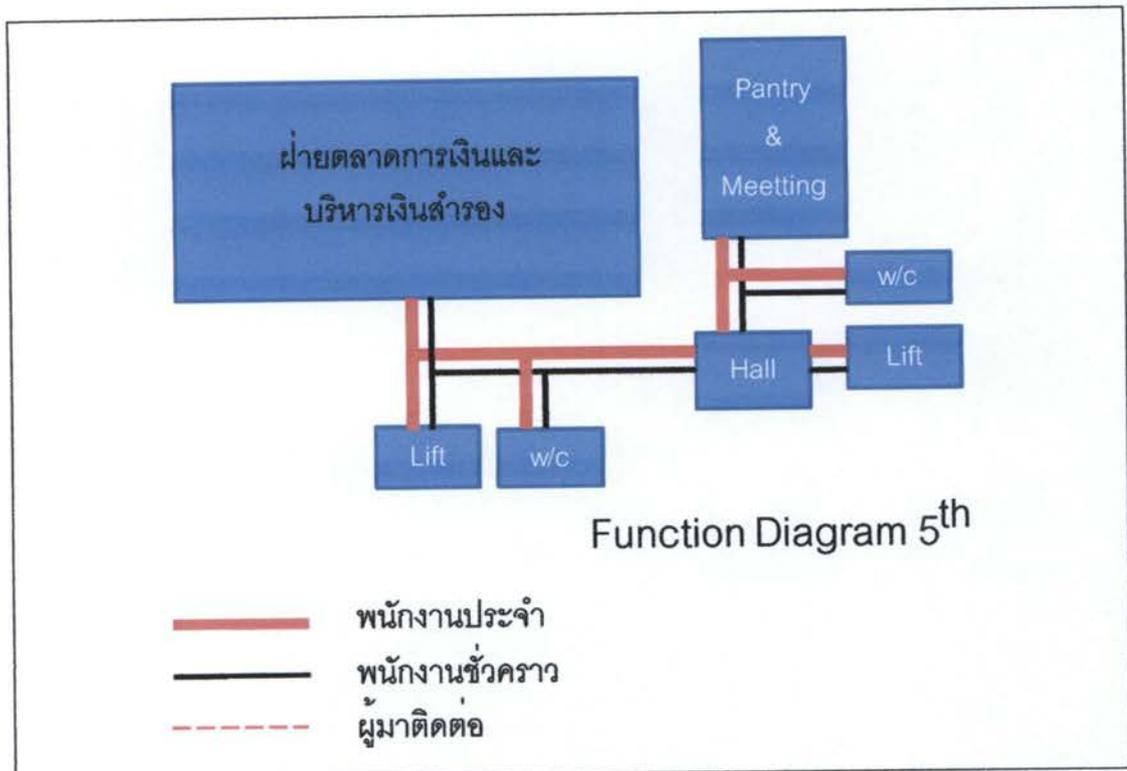 ฝ่ายตลาดการเงินและ
บริหารเงินสำรอง
Pantry
&
Meetting
w/c
Hall
Lift
Lift
w/c
Function Diagram 5th
พนักงานประจำ
พนักงานชั่วคราว
ผู้มาติดต่อ